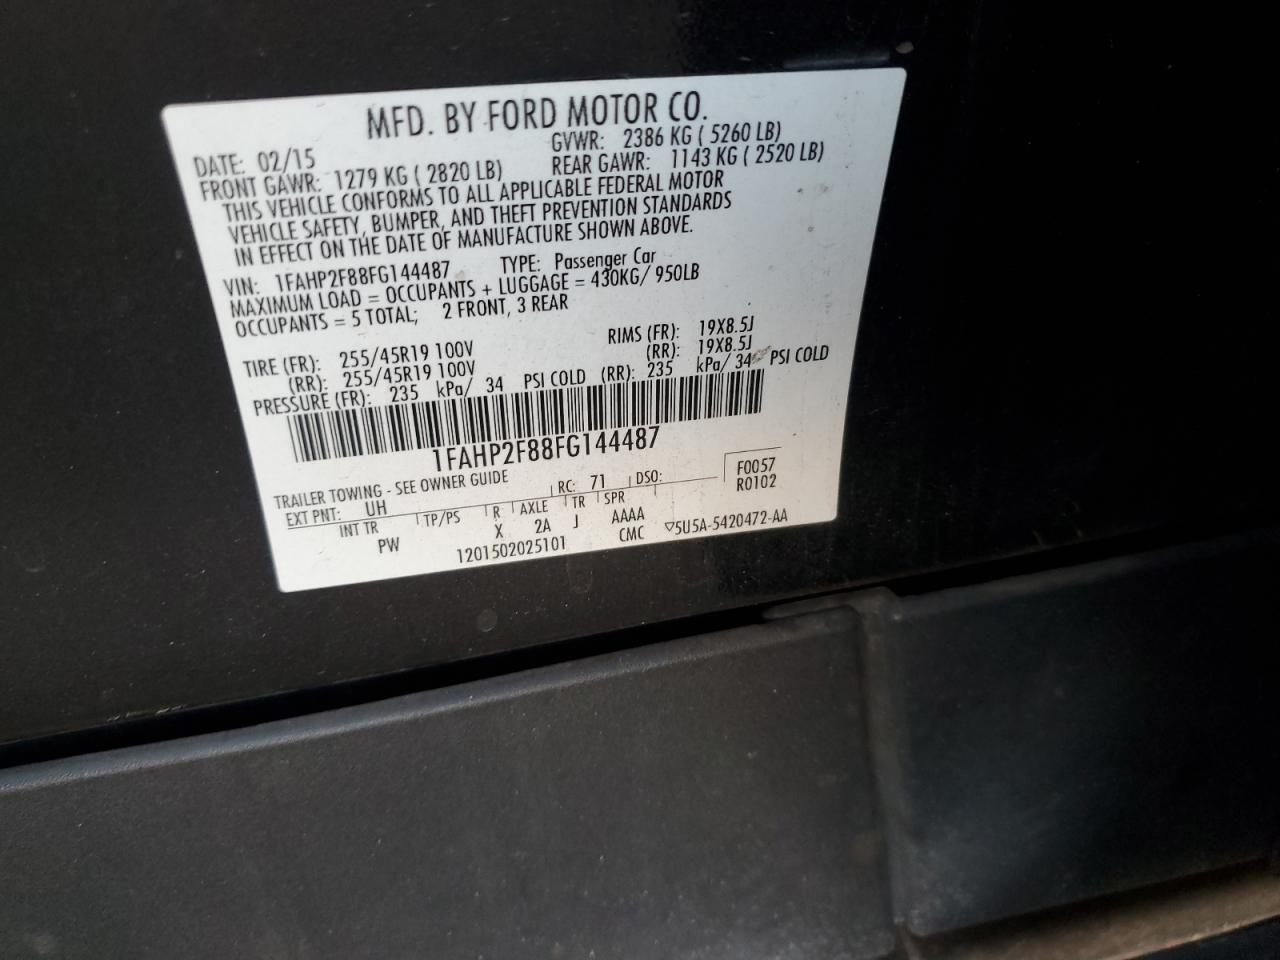 MFD. BY FORD MOTOR CO.
DATE: 02/15 GVWR: 2386 KG ( 5260 LB)
FRONT GAWR: 1279 KG ( 2820 LB) REAR GAWR: 1143 KG ( 2520 LB)
THIS VEHICLE CONFORMS TO ALL APPLICABLE FEDERAL MOTOR
VEHICLE SAFETY, BUMPER, AND THEFT PREVENTION STANDARDS
IN EFFECT ON THE DATE OF MANUFACTURE SHOWN ABOVE.
VIN: 1FAHP2F88FG144487 TYPE: Passenger Car
MAXIMUM LOAD = OCCUPANTS + LUGGAGE = 430KG/ 950LB
OCCUPANTS = 5 TOTAL; 2 FRONT, 3 REAR
TIRE (FR): 255/45R19 100V RIMS (FR): 19X8.5J
(RR): 255/45R19 100V (RR): 19X8.5J
PRESSURE (FR): 235 kPa/ 34 PSI COLD (RR): 235 kPa/ 34 PSI COLD
1FAHP2F88FG144487
TRAILER TOWING - SEE OWNER GUIDE F0057
EXT PNT: UH RC: 71 DSO: R0102
INT TR TP/PS R AXLE TR SPR
PW X 2A J AAAA
1201502025101 CMC ▽5U5A-5420472-AA